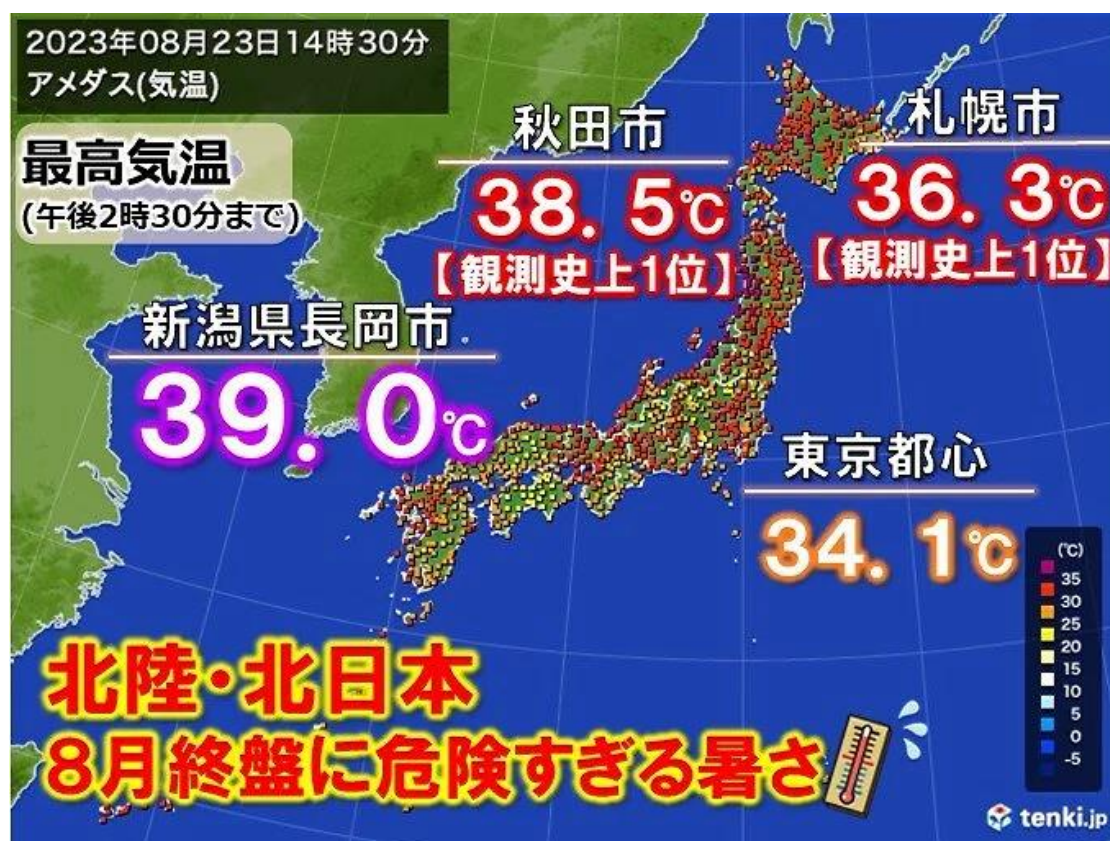 2023年08月23日14時30分
アメダス(気温)
最高気温
(午後2時30分まで)
秋田市
38. 5℃
【観測史上1位】
札幌市
36. 3℃
【観測史上1位】
新潟県長岡市
39. 0℃
東京都心
34. 1℃
(℃)
35
30
25
20
15
10
5
0
-5
北陸・北日本
8月終盤に危険すぎる暑さ
tenki.jp